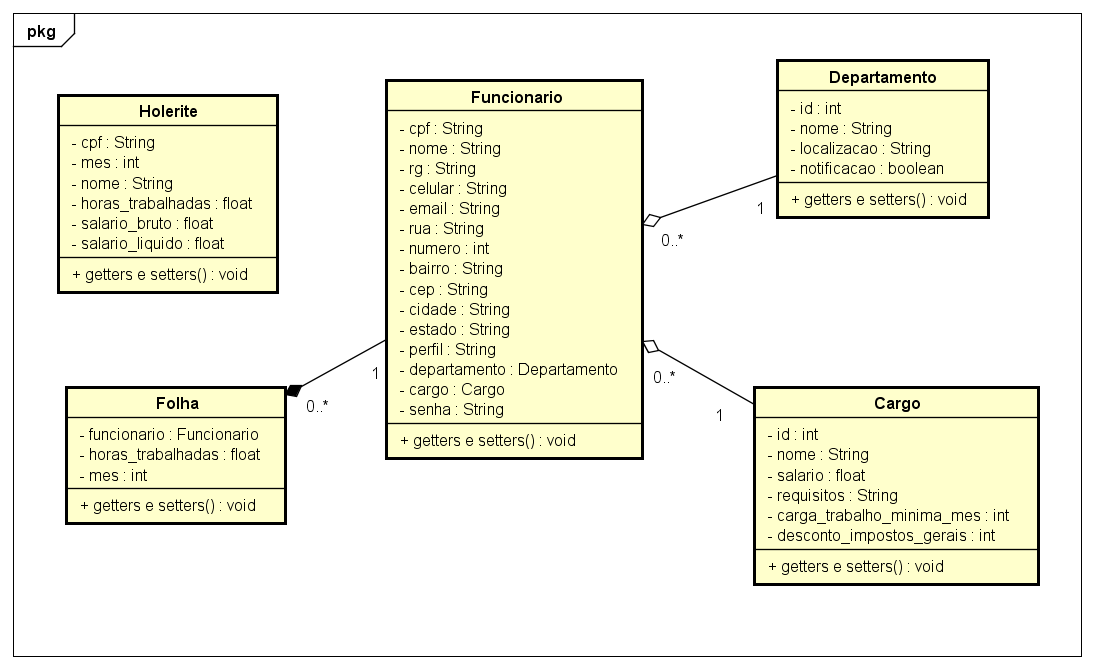 pkg
Holerite
- cpf : String
- mes : int
- nome : String
- horas_trabalhadas : float
- salario_bruto : float
- salario_liquido : float
+ getters e setters() : void
Funcionario
- cpf : String
- nome : String
- rg : String
- celular : String
- email : String
- rua : String
- numero : int
- bairro : String
- cep : String
- cidade : String
- estado : String
- perfil : String
- departamento : Departamento
- cargo : Cargo
- senha : String
+ getters e setters() : void
Departamento
- id : int
- nome : String
- localizacao : String
- notificacao : boolean
+ getters e setters() : void
1
0..*
0..*
1
1
0..*
Folha
- funcionario : Funcionario
- horas_trabalhadas : float
- mes : int
+ getters e setters() : void
Cargo
- id : int
- nome : String
- salario : float
- requisitos : String
- carga_trabalho_minima_mes : int
- desconto_impostos_gerais : int
+ getters e setters() : void